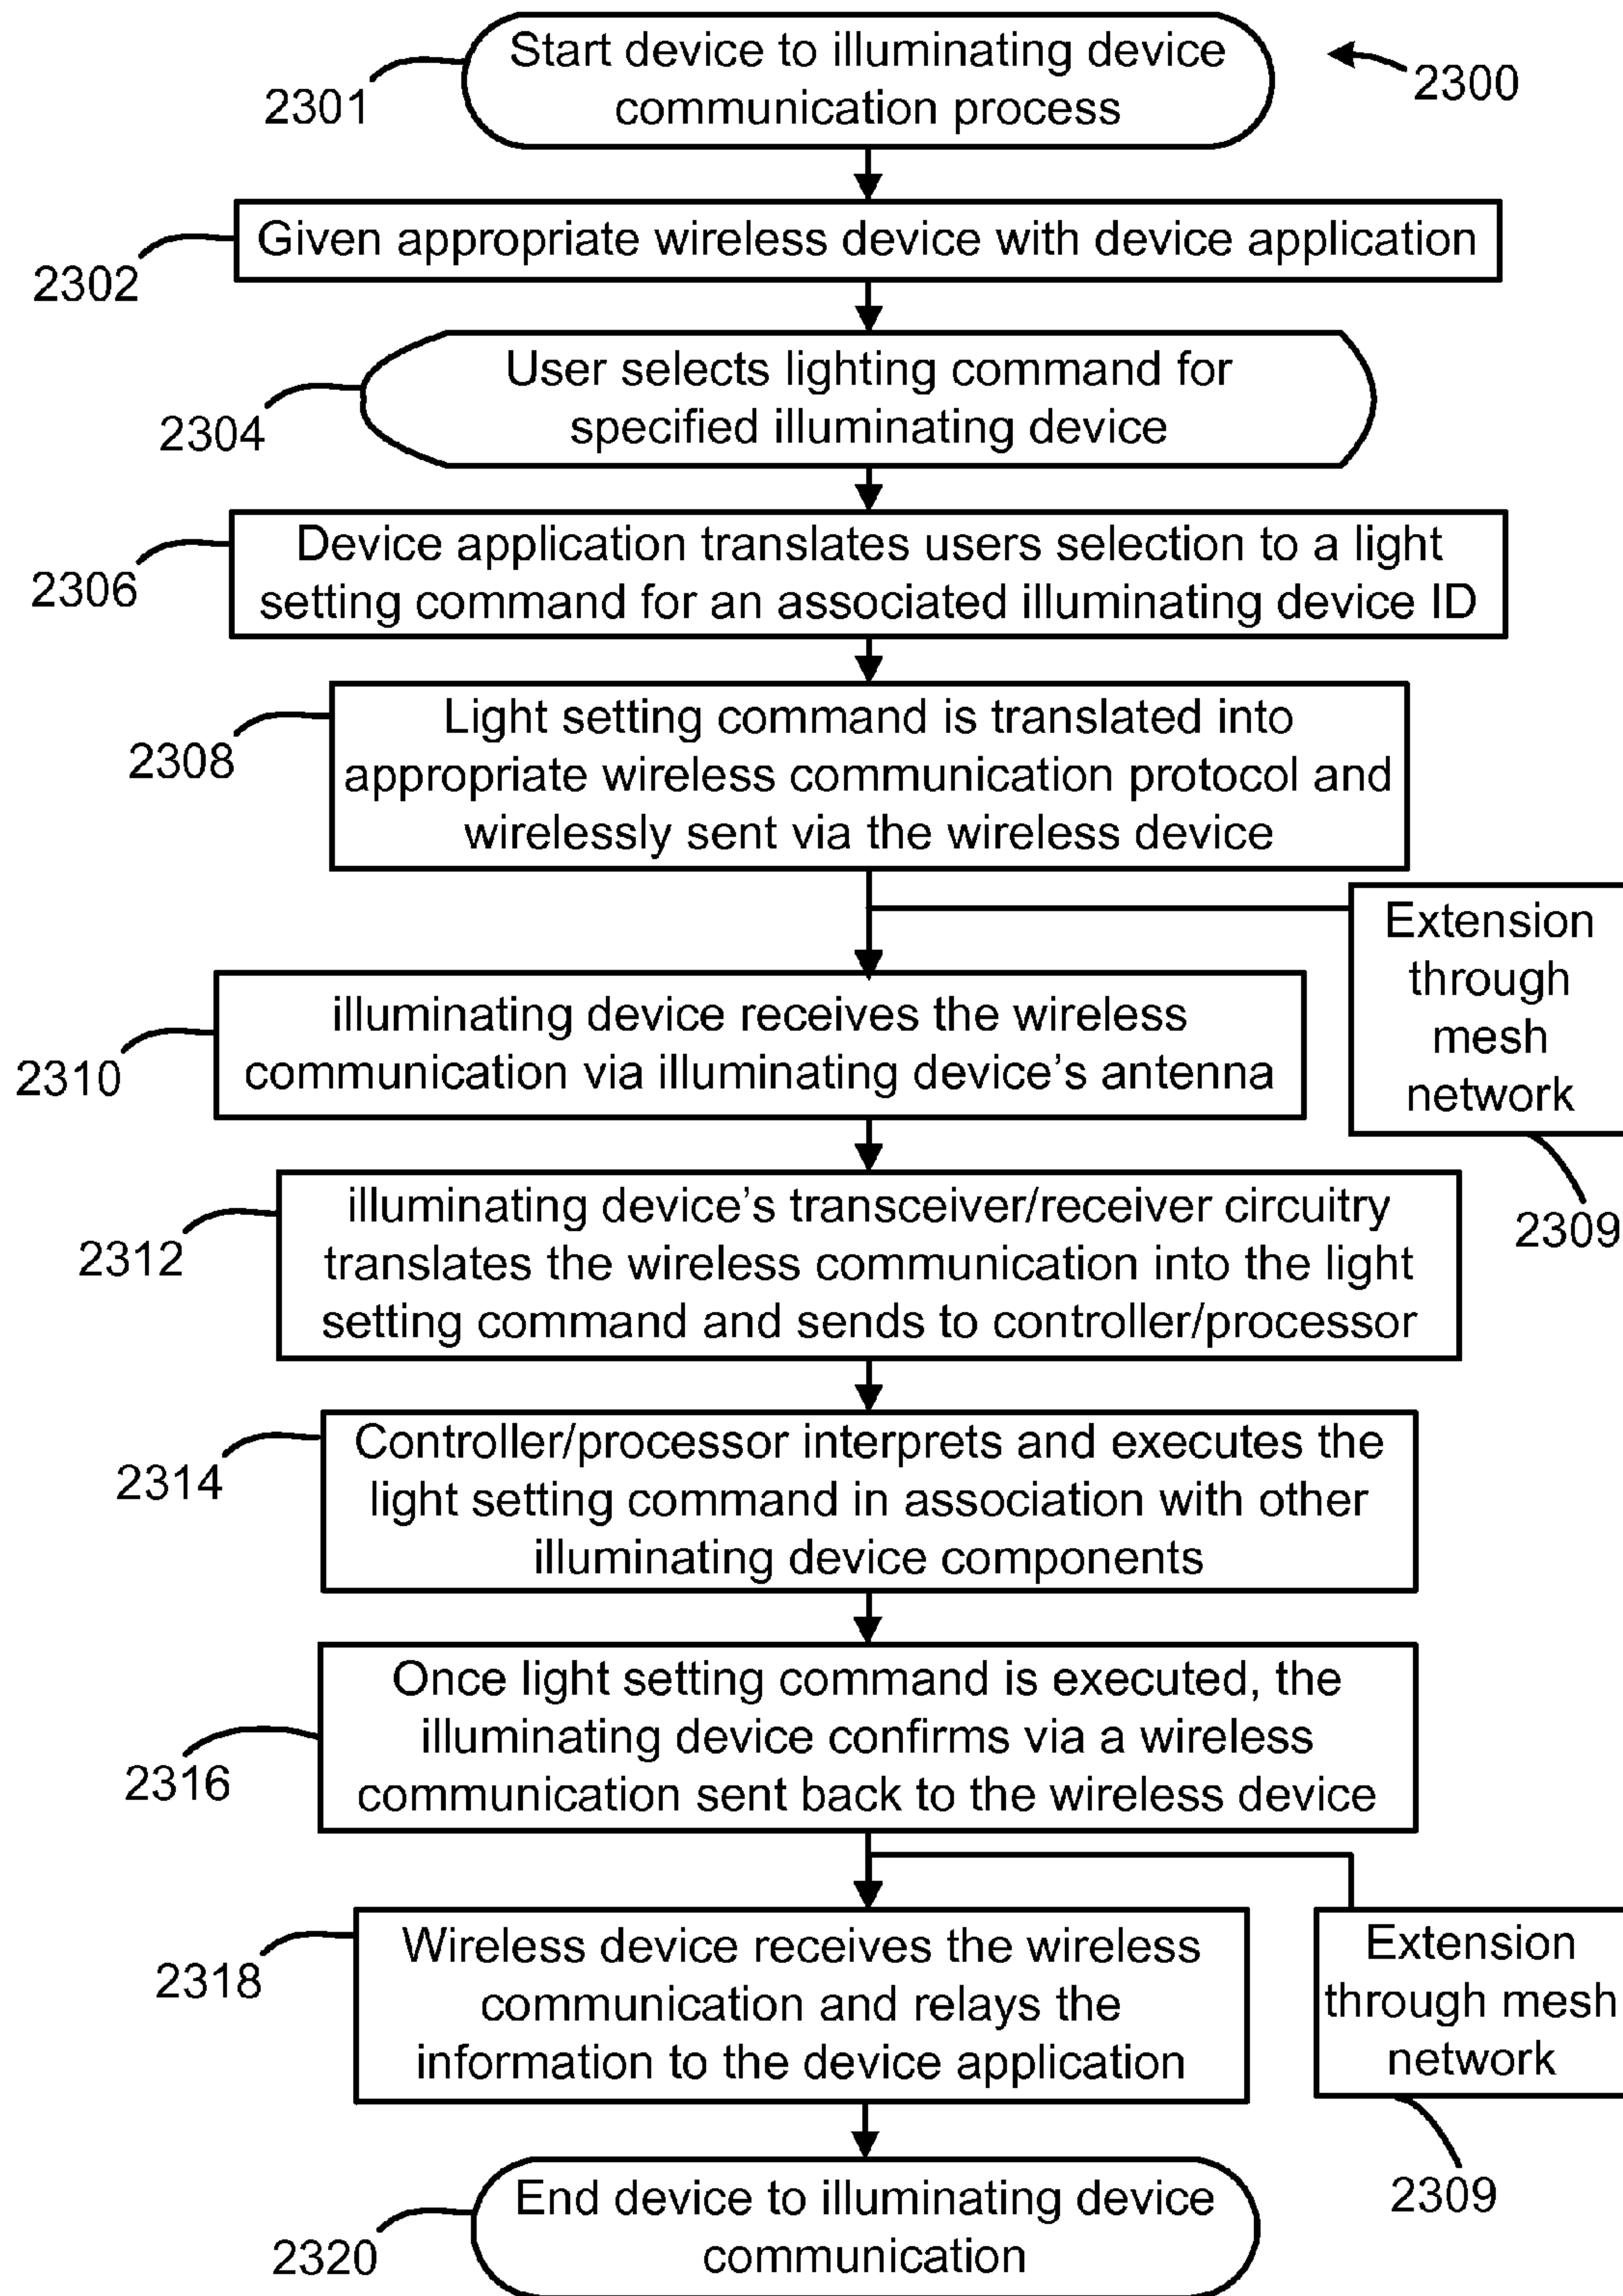 Start device to illuminating device
communication process
2301
2300
Given appropriate wireless device with device application
2302
User selects lighting command for
specified illuminating device
2304
Device application translates users selection to a light
setting command for an associated illuminating device ID
2306
Light setting command is translated into
appropriate wireless communication protocol and
wirelessly sent via the wireless device
2308
Extension
through
mesh
network
2309
illuminating device receives the wireless
communication via illuminating device's antenna
2310
illuminating device's transceiver/receiver circuitry
translates the wireless communication into the light
setting command and sends to controller/processor
2312
Controller/processor interprets and executes the
light setting command in association with other
illuminating device components
2314
Once light setting command is executed, the
illuminating device confirms via a wireless
communication sent back to the wireless device
2316
Wireless device receives the wireless
communication and relays the
information to the device application
2318
Extension
through mesh
network
2309
End device to illuminating device
communication
2320